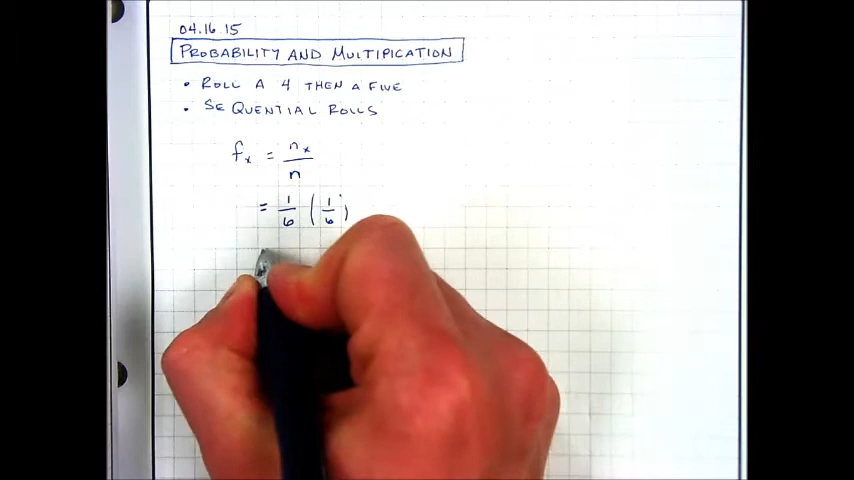 04.16.15
PROBABILITY AND MULTIPICATION
• ROLL A 4 THEN A FIVE
• SEQUENTIAL ROLLS
fx = nx / n
= 1/6 (1/6)